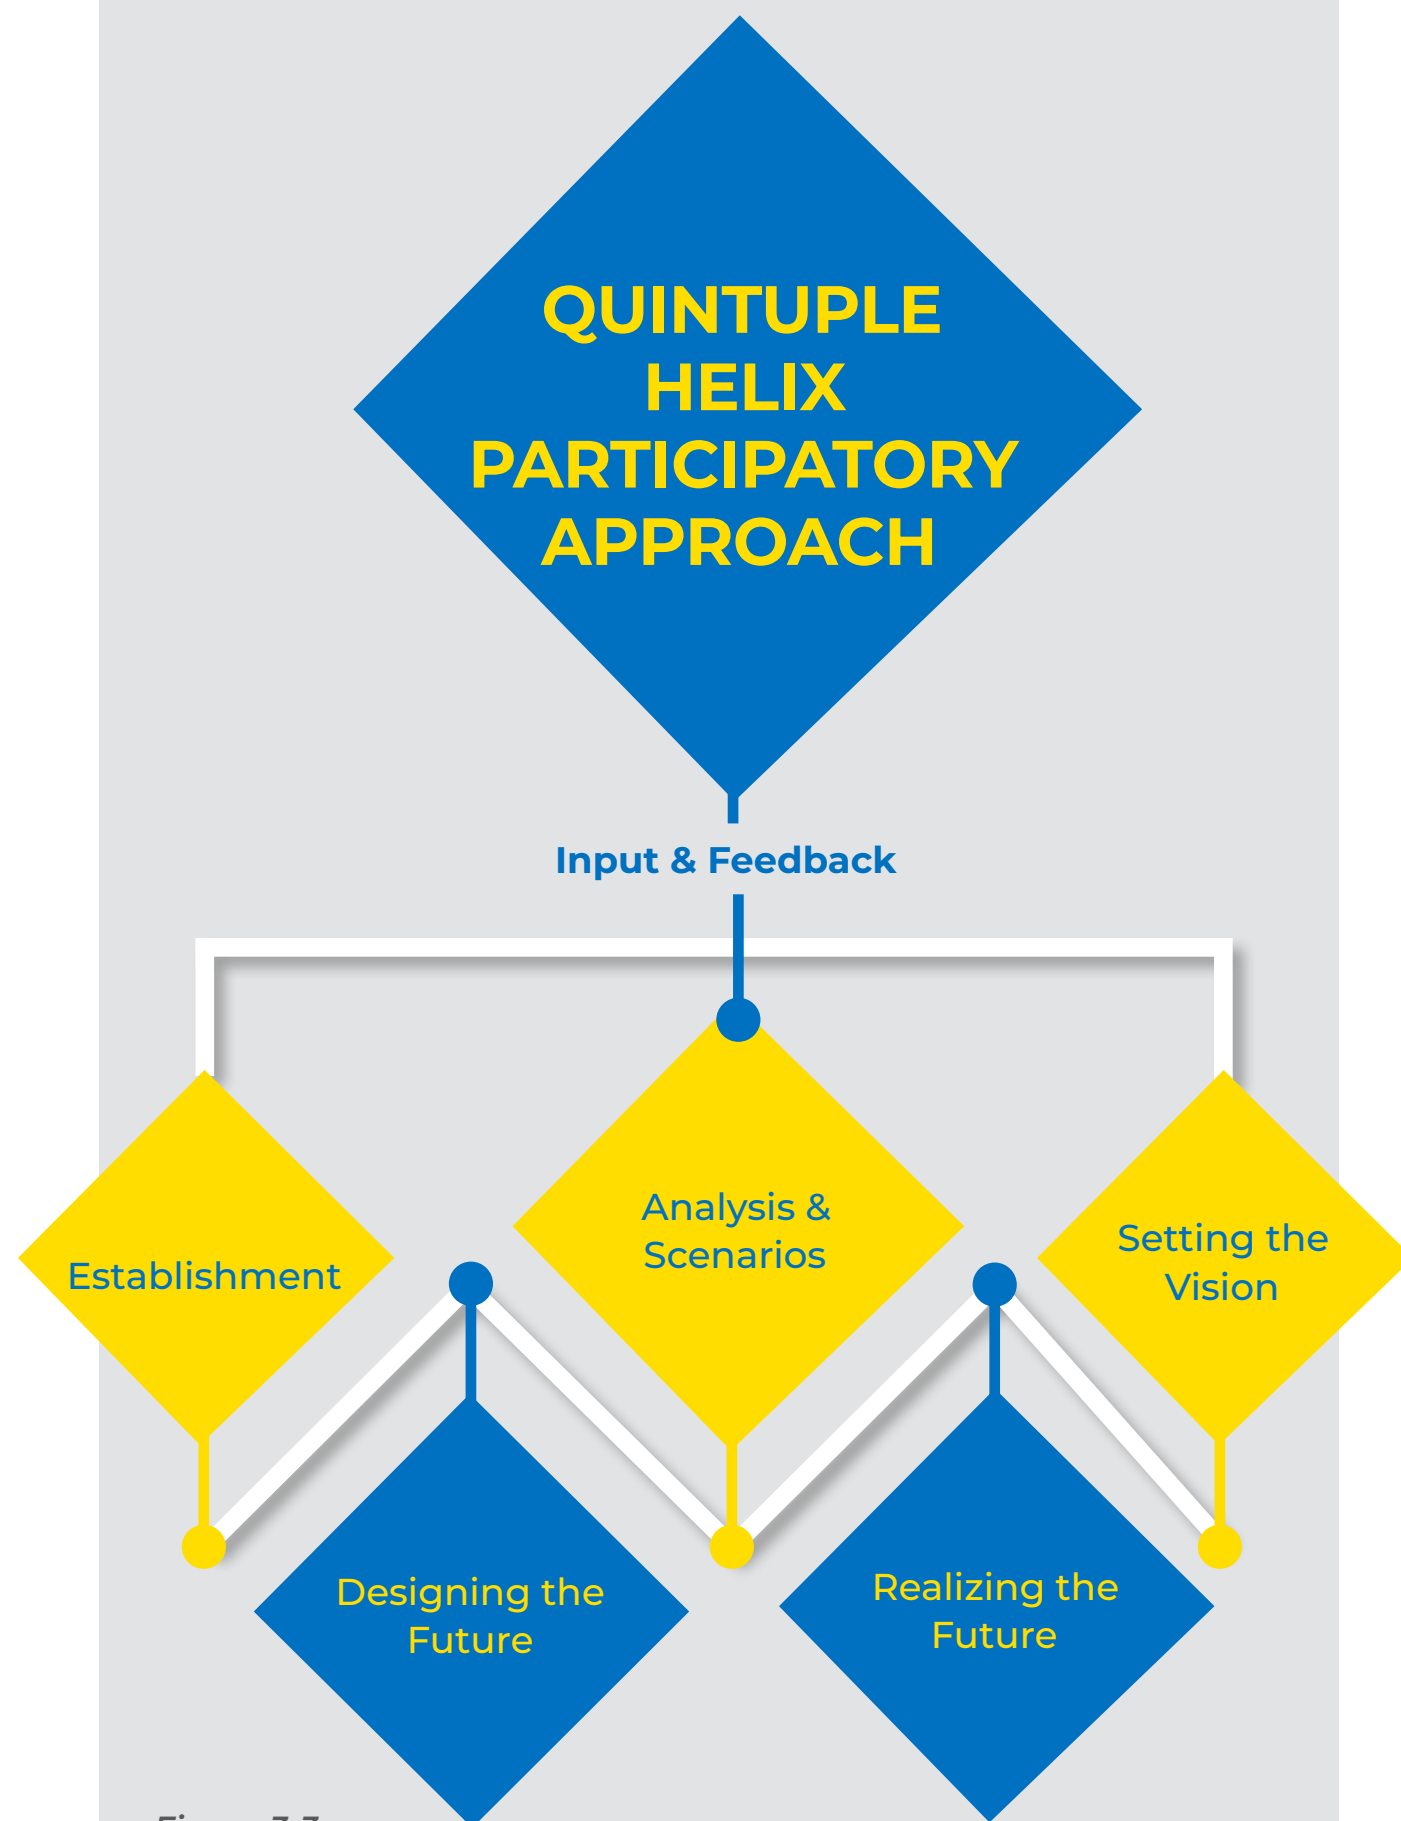 QUINTUPLE
HELIX
PARTICIPATORY
APPROACH
Input & Feedback
Establishment
Analysis &
Scenarios
Setting the
Vision
Designing the
Future
Realizing the
Future